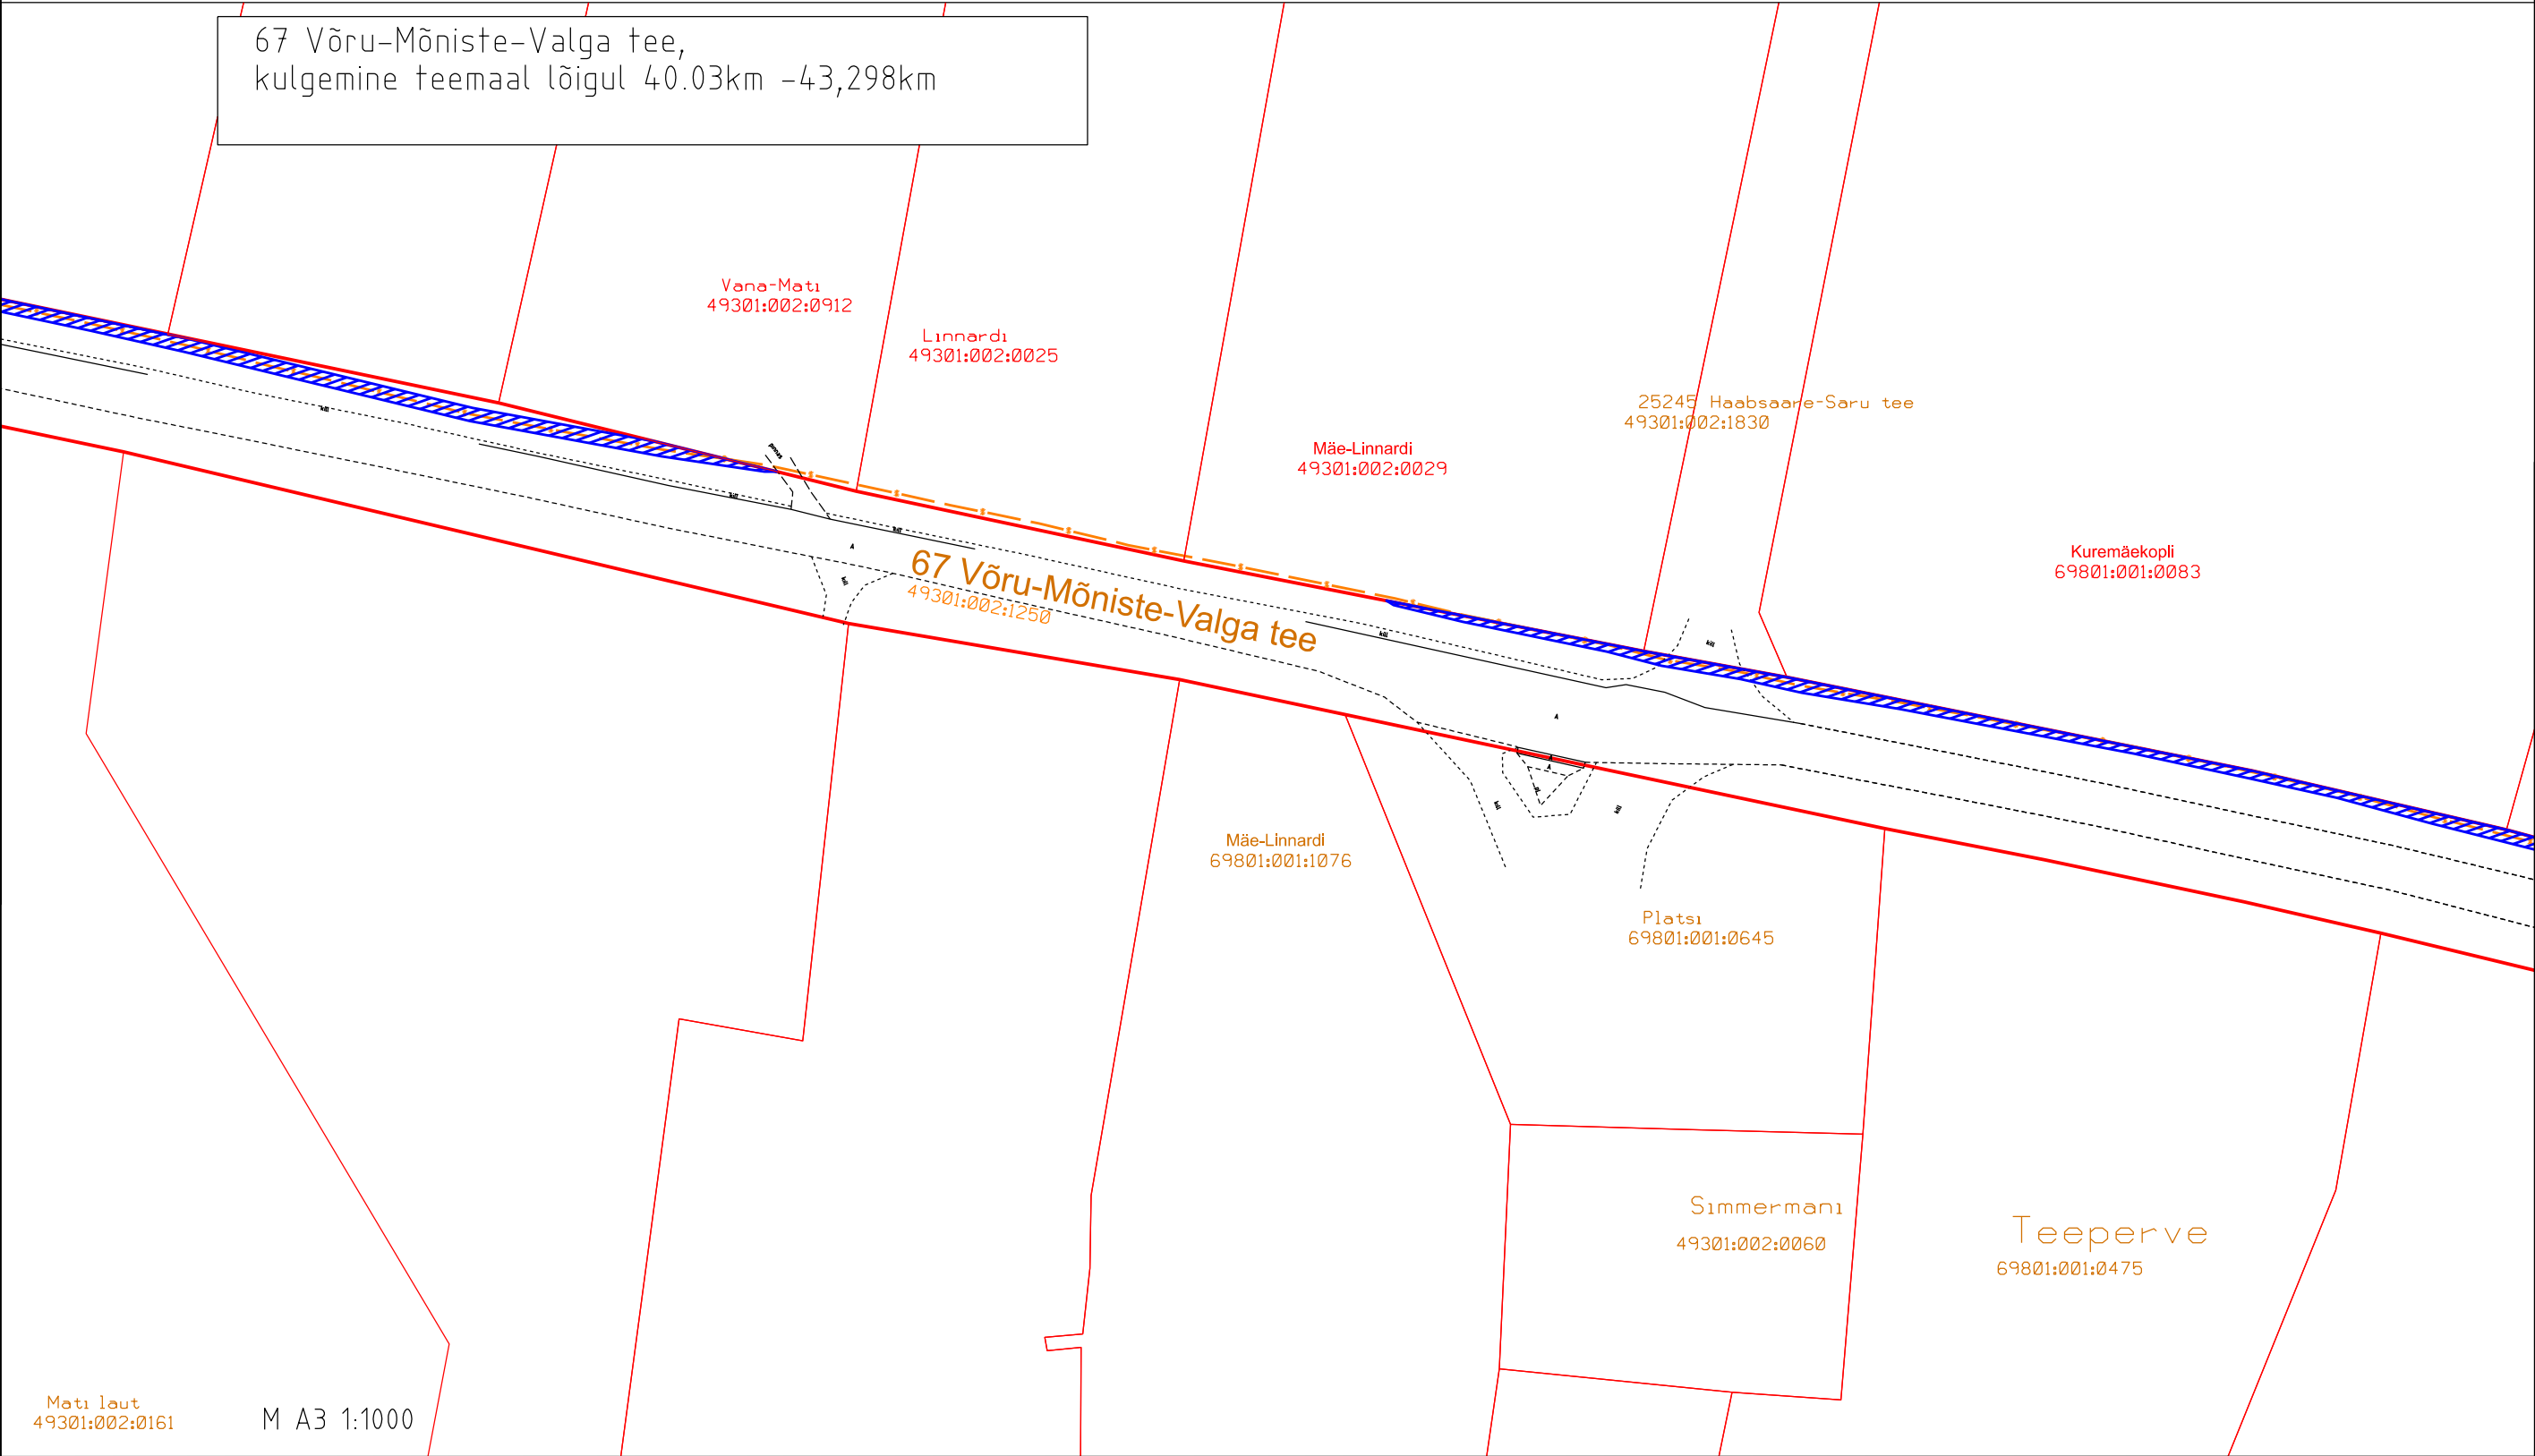 67 Võru-Mõniste-Valga tee,
kulgemine teemaal lõigul 40.03km -43,298km
Vana-Mati
49301:002:0912
Linnardi
49301:002:0025
25245 Haabsaare-Saru tee
49301:002:1830
Mäe-Linnardi
49301:002:0029
Kuremäekopli
69801:001:0083
67 Võru-Mõniste-Valga tee
49301:002:1250
Mäe-Linnardi
69801:001:1076
Platsi
69801:001:0645
Simmermani
49301:002:0060
Teeperve
69801:001:0475
Mati laut
49301:002:0161
M A3 1:1000